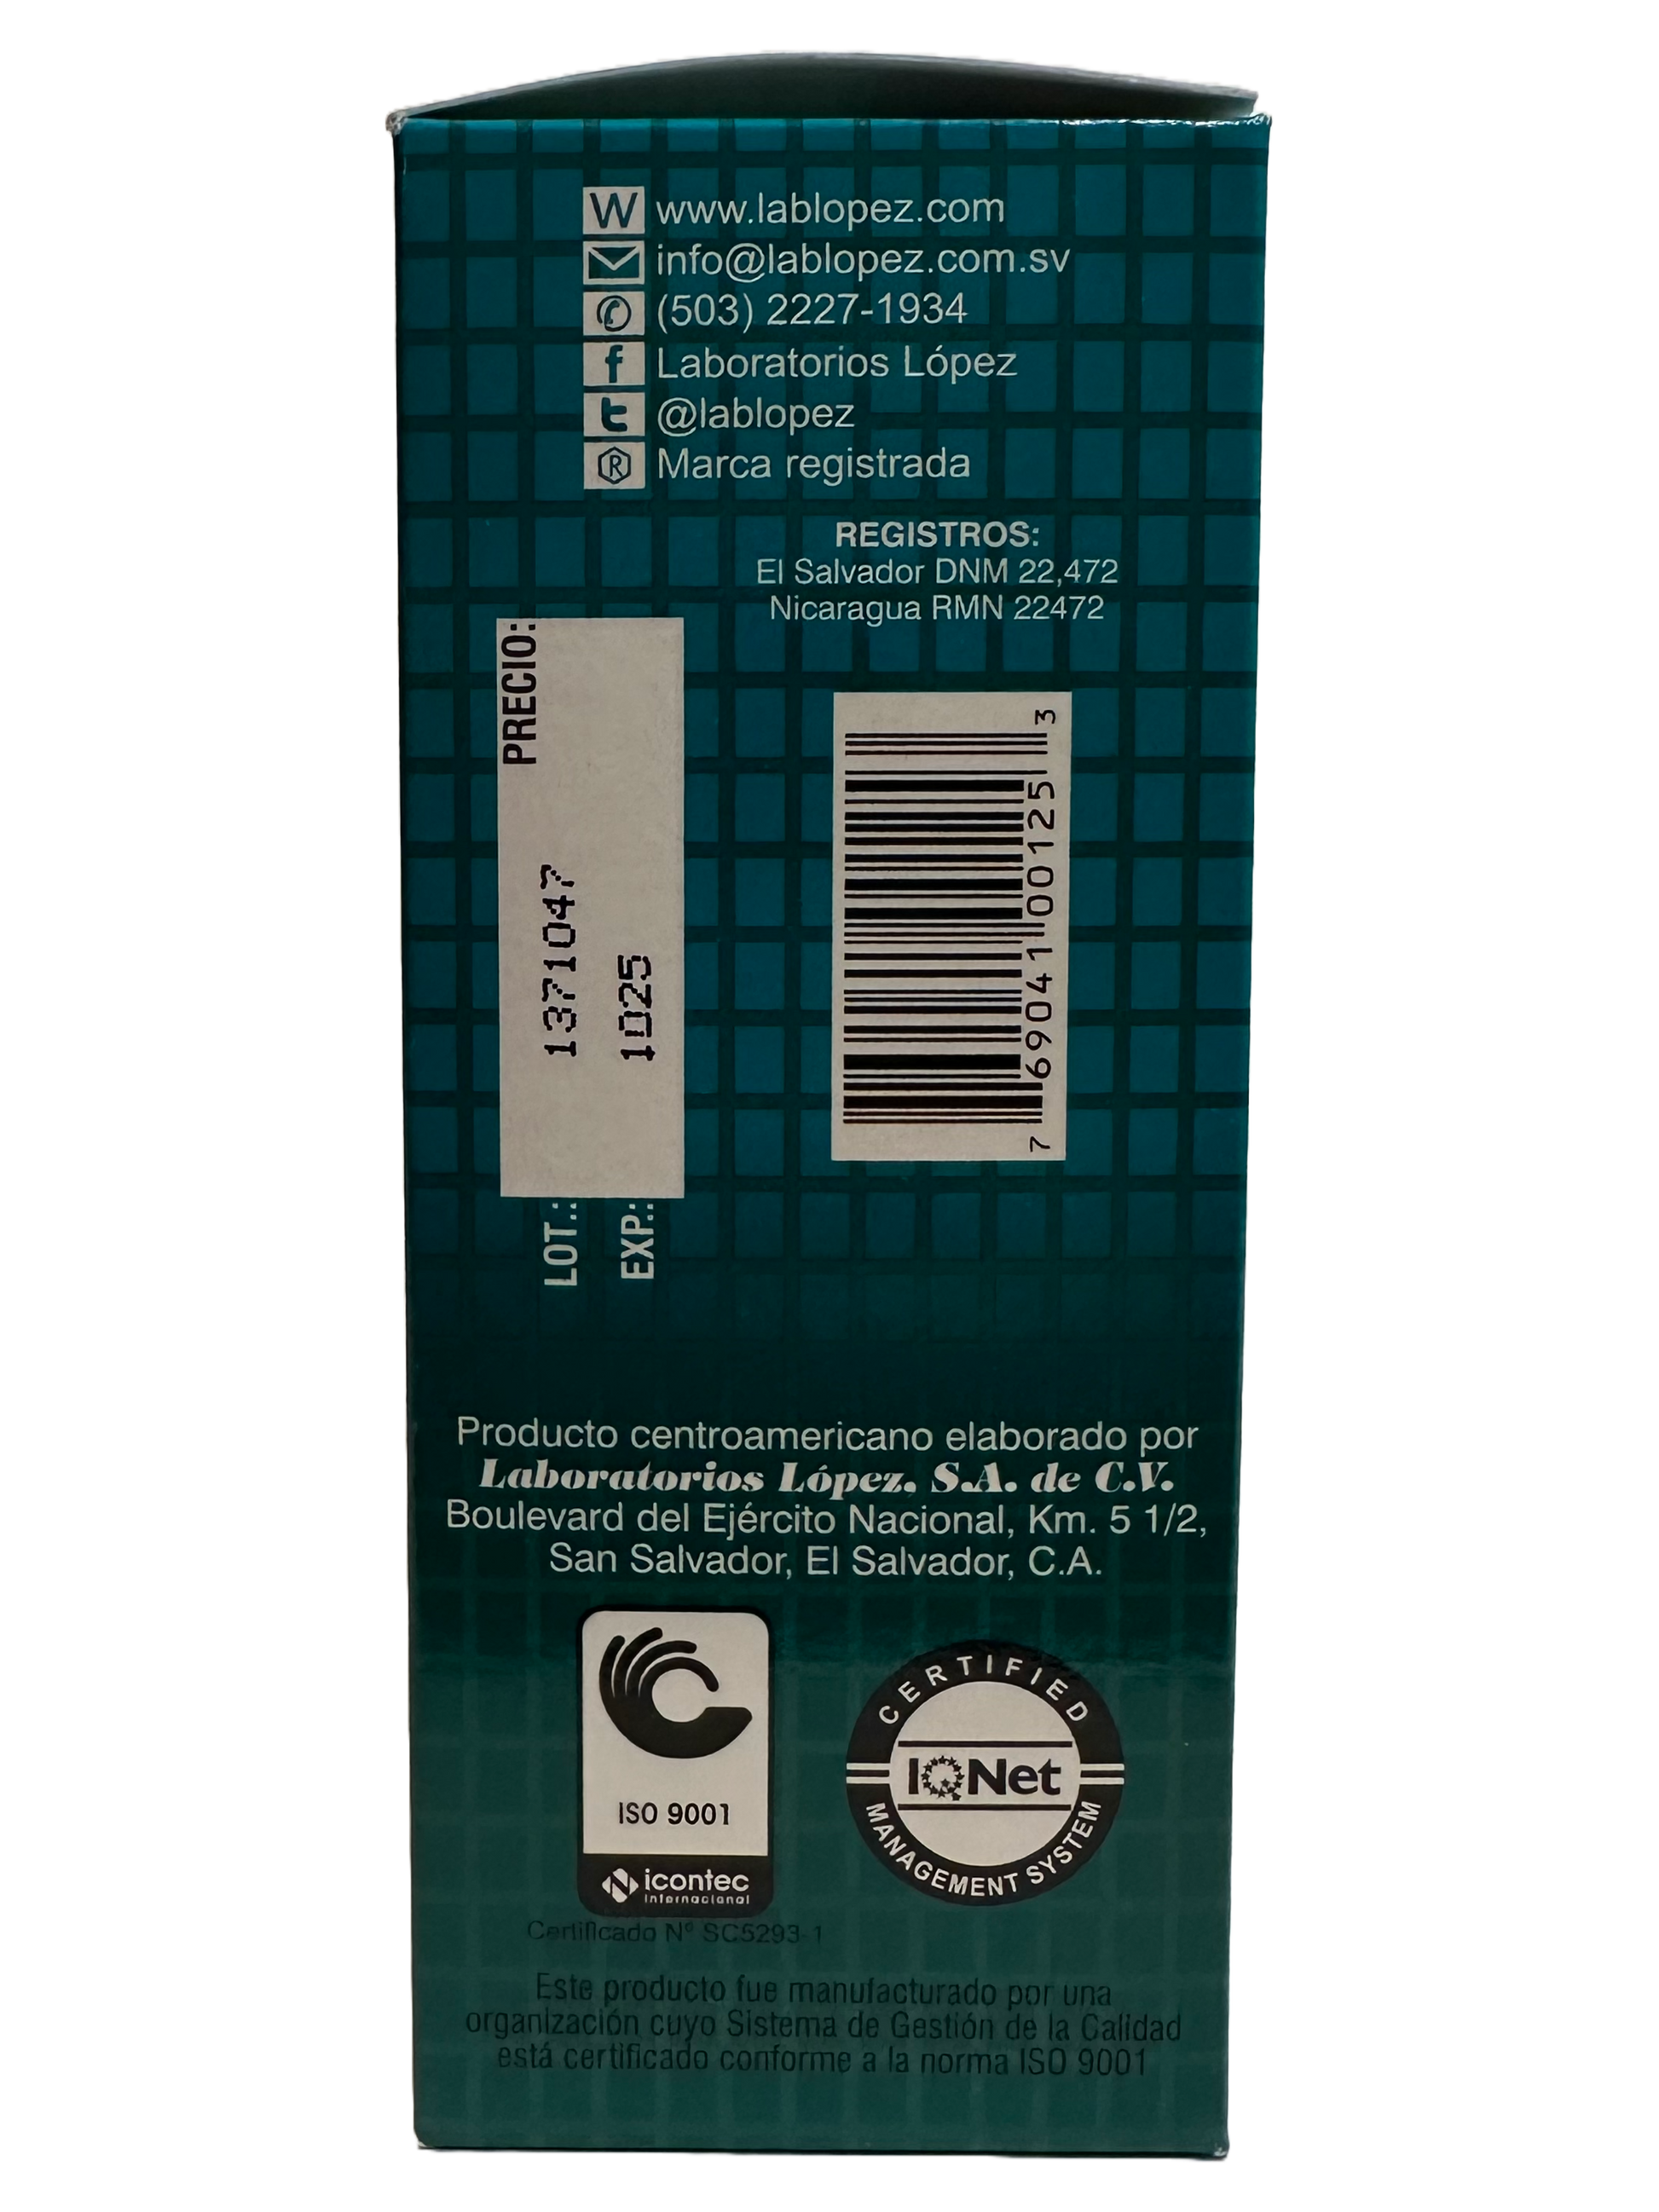 W www.lablopez.com
info@lablopez.com.sv
(503) 2227-1934
f Laboratorios López
t @lablopez
® Marca registrada
REGISTROS:
El Salvador DNM 22,472
Nicaragua RMN 22472
PRECIO:
LOT.: 1371047
EXP.: 1025
7 69041 00125 3
Producto centroamericano elaborado por
Laboratorios López, S.A. de C.V.
Boulevard del Ejército Nacional, Km. 5 1/2,
San Salvador, El Salvador, C.A.
ISO 9001
icontec
internacional
CERTIFIED
IQNet
MANAGEMENT SYSTEM
Certificado Nº SC5293-1
Este producto fue manufacturado por una
organización cuyo Sistema de Gestión de la Calidad
está certificado conforme a la norma ISO 9001